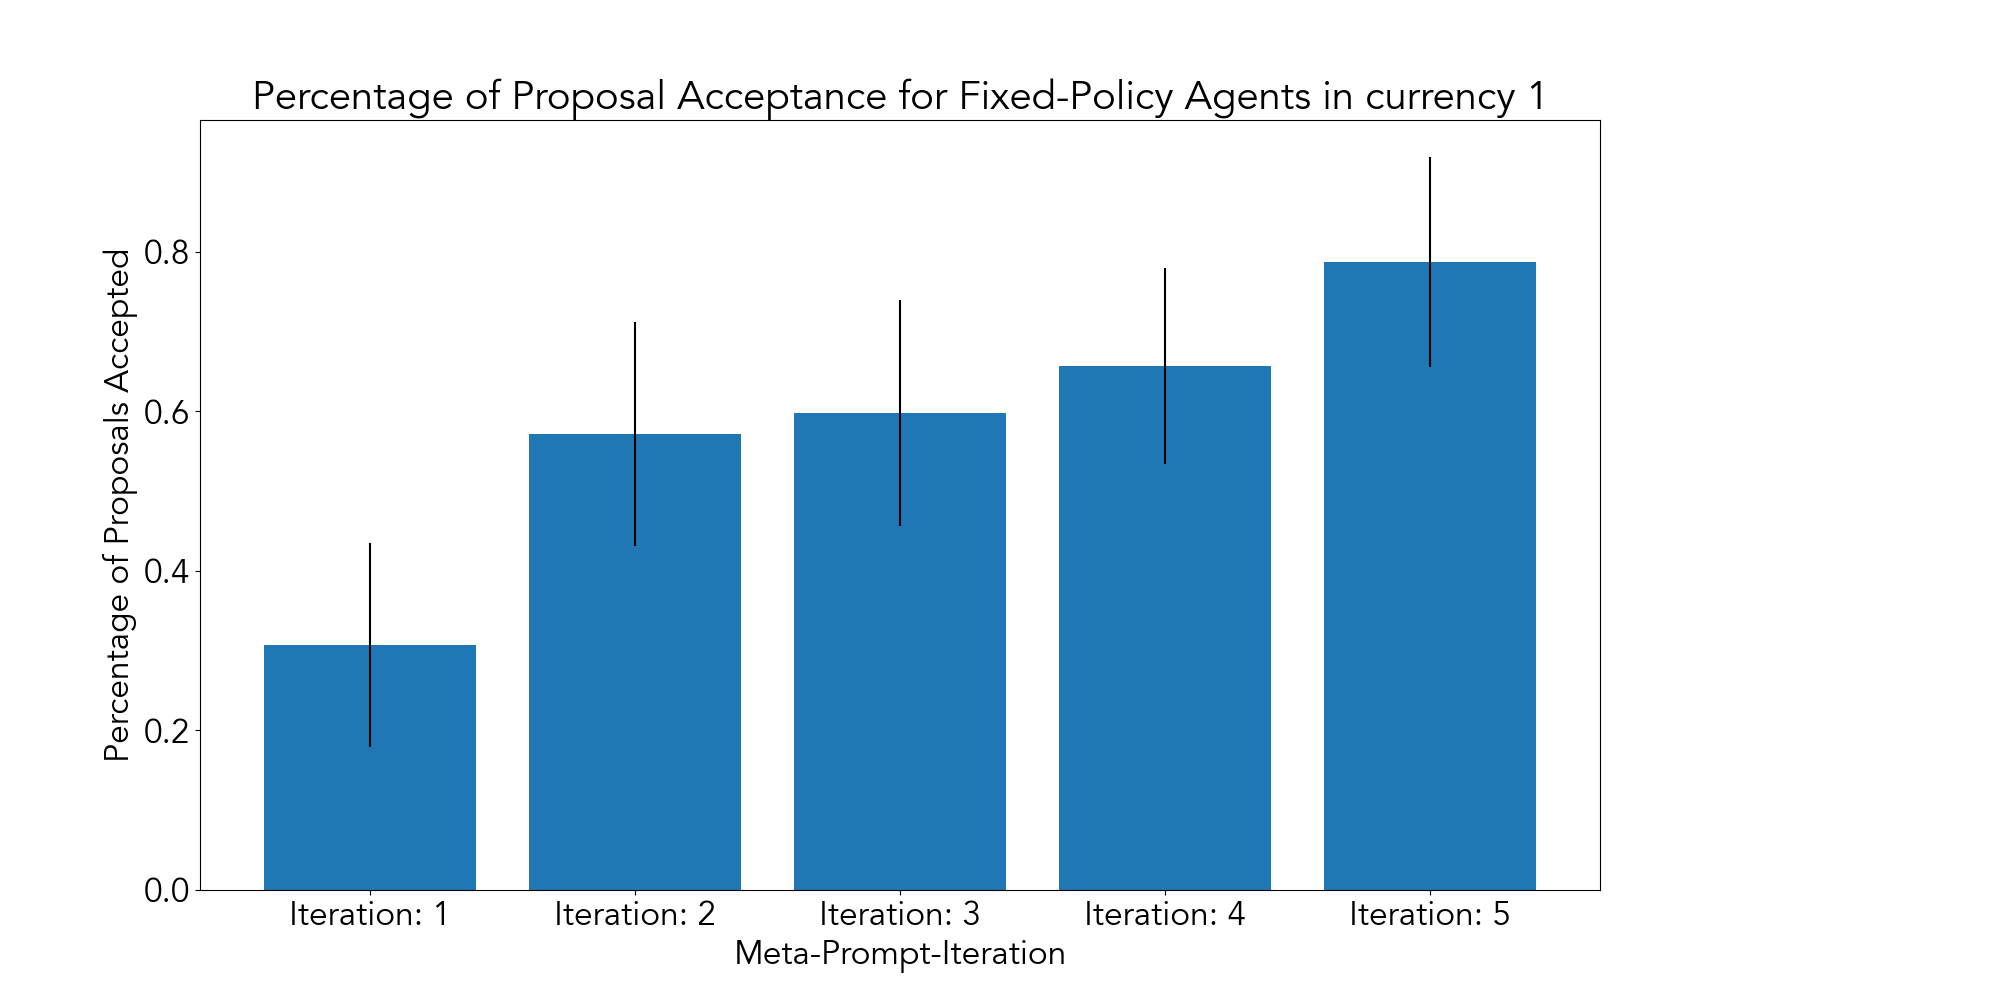 Percentage of Proposal Acceptance for Fixed-Policy Agents in currency 1
Percentage of Proposals Accepted
0.8
0.6
0.4
0.2
0.0
Iteration: 1
Iteration: 2
Iteration: 3
Iteration: 4
Iteration: 5
Meta-Prompt-Iteration